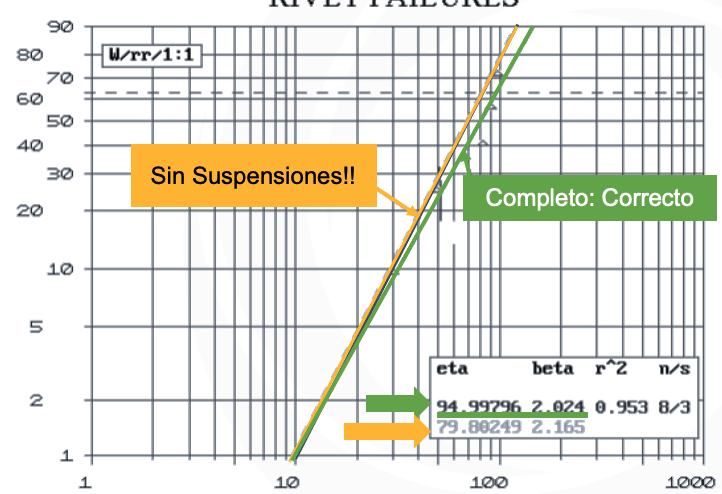 RIVET FAILURES
90
80
W/rr/1:1
70
60
50
40
30
Sin Suspensiones!!
Completo: Correcto
20
10
5
eta beta r^2 n/s
2
94.99796 2.024 0.953 8/3
79.80249 2.165
1
1 10 100 1000